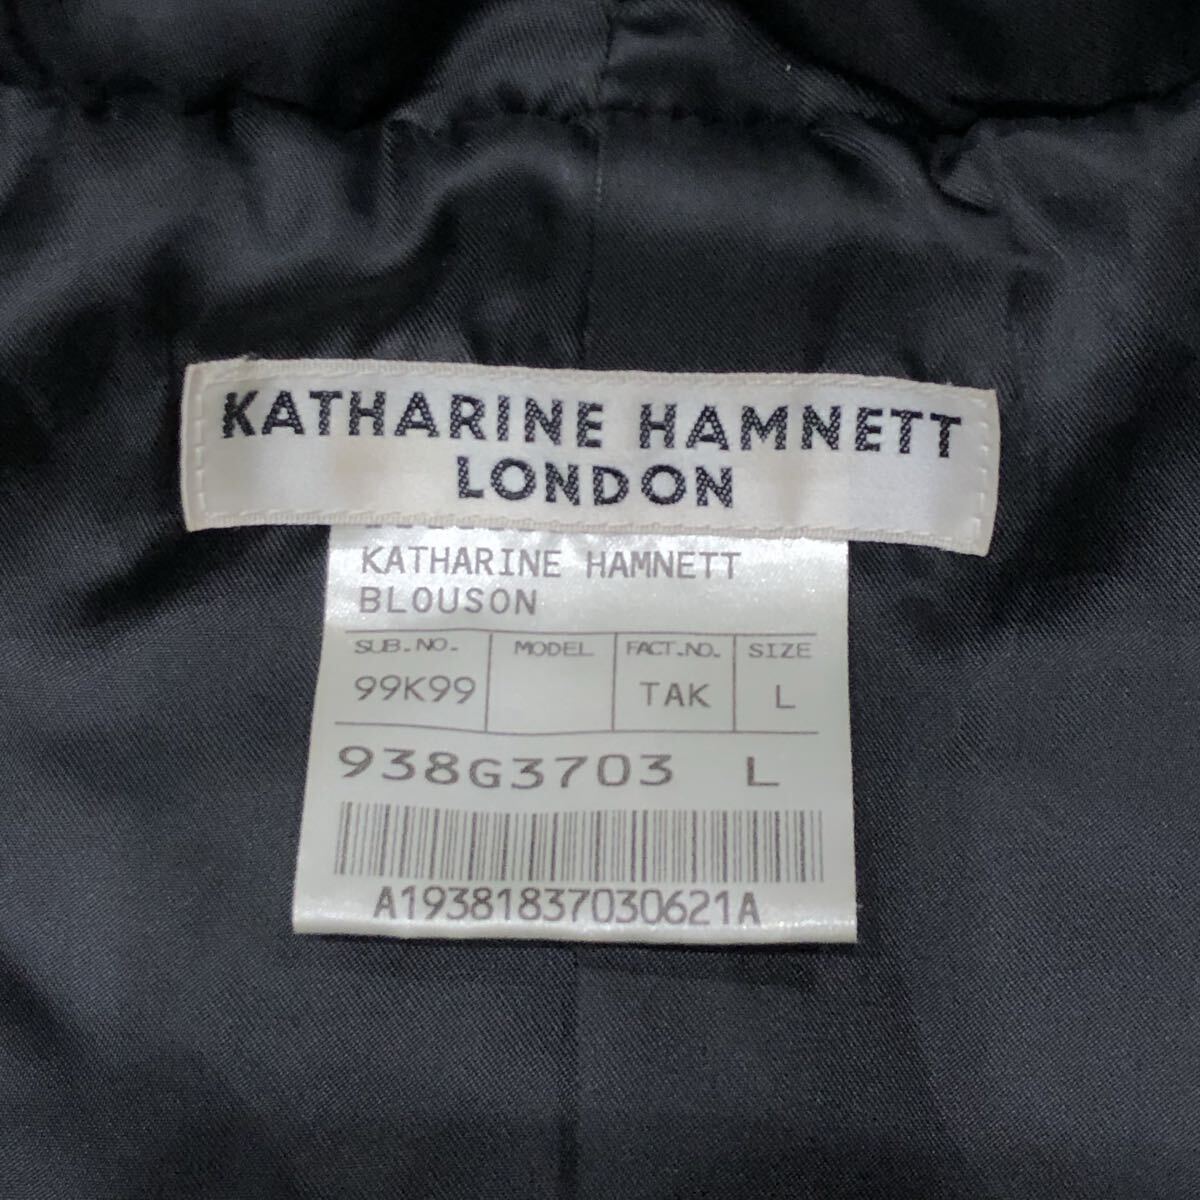 KATHARINE HAMNETT
LONDON
KATHARINE HAMNETT
BLOUSON
SUB.NO. MODEL FACT.NO. SIZE
99K99 TAK L
938G3703 L
A19381837030621A